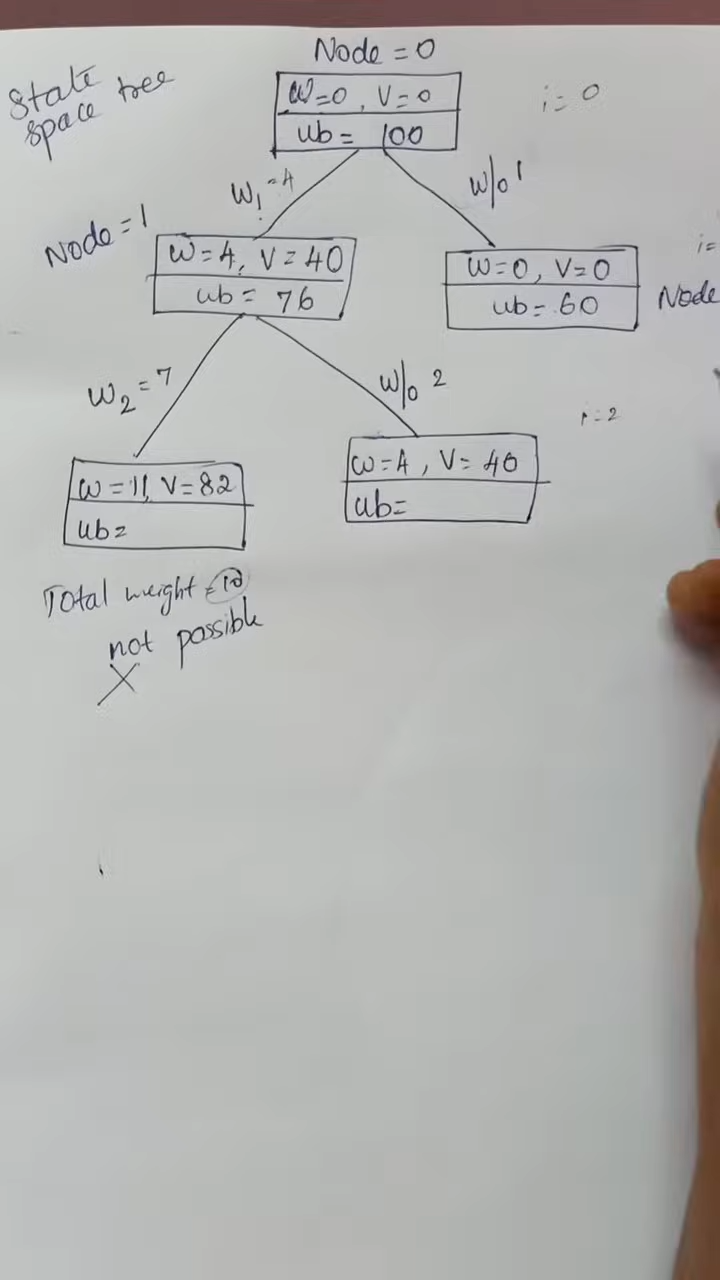 Node = 0
State
space tree
W=0, V=0
ub= 100
i= 0
W₁=4
W/o 1
Node=1
W=4, V=40
ub= 76
W=0, V=0
ub= 60
i=
Node
W₂=7
W/o 2
i=2
W=11, V=82
ub=
W=4, V=40
ub=
Total weight = 10
not possible
X